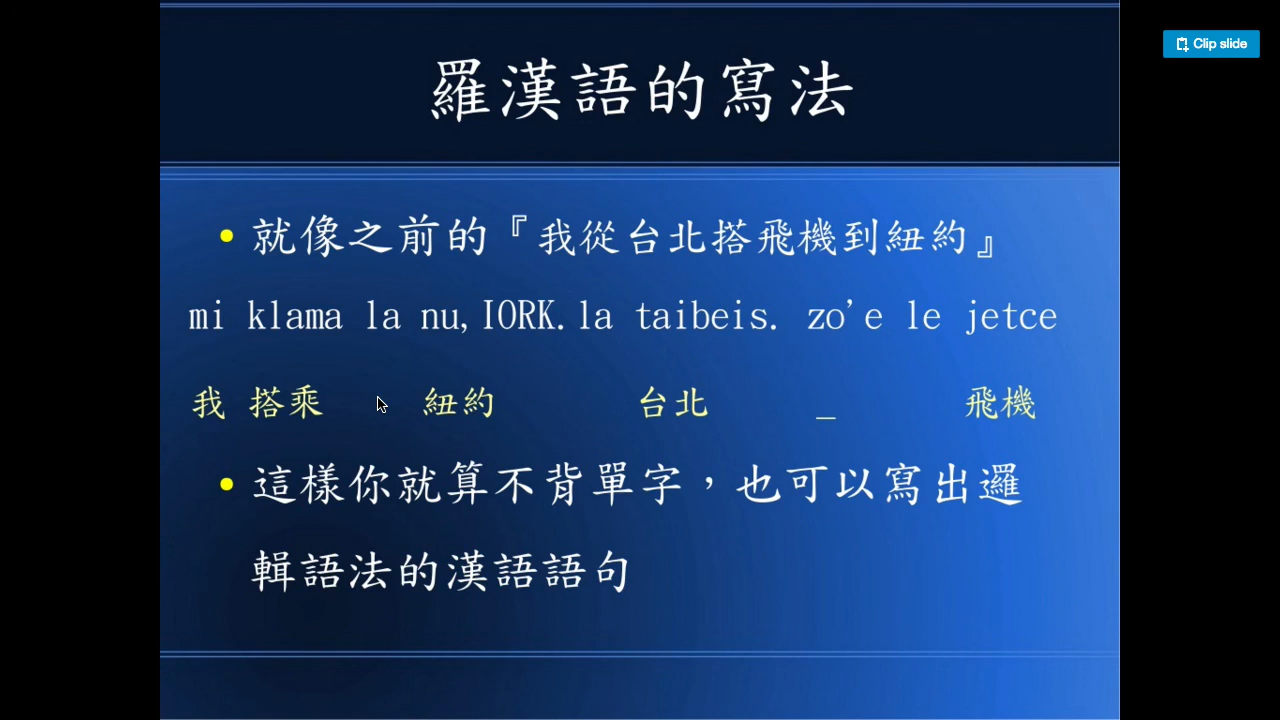 Clip slide
羅漢語的寫法
就像之前的『我從台北搭飛機到紐約』
mi klama la nu,IORK.la taibeis. zo'e le jetce
我 搭乘 紐約 台北 _ 飛機
這樣你就算不背單字，也可以寫出邏
輯語法的漢語語句